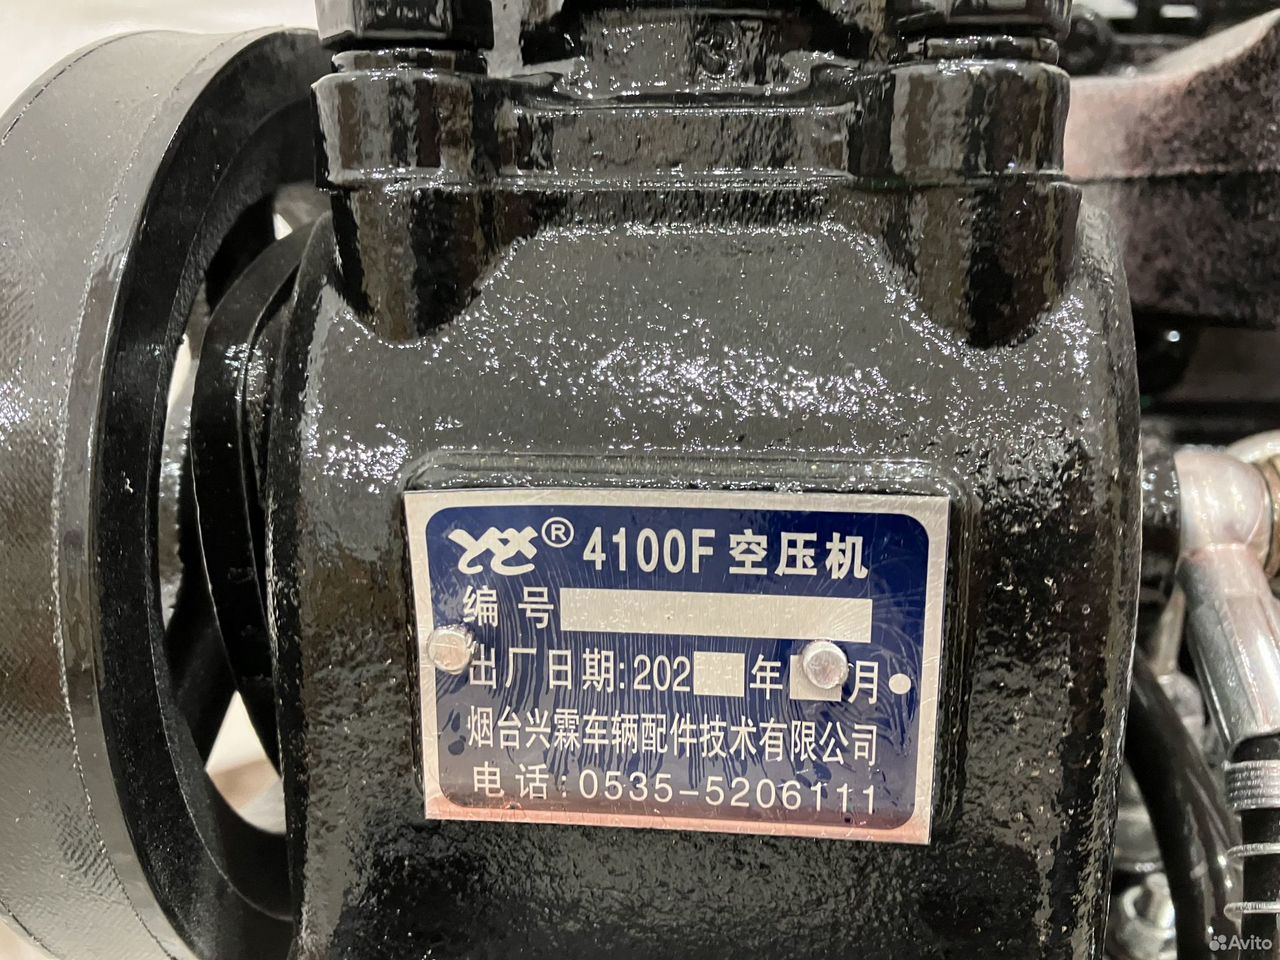 ® 4100F 空压机
编 号
出厂日期:202 年 月
烟台兴霖车辆配件技术有限公司
电 话:0535-5206111
Avito